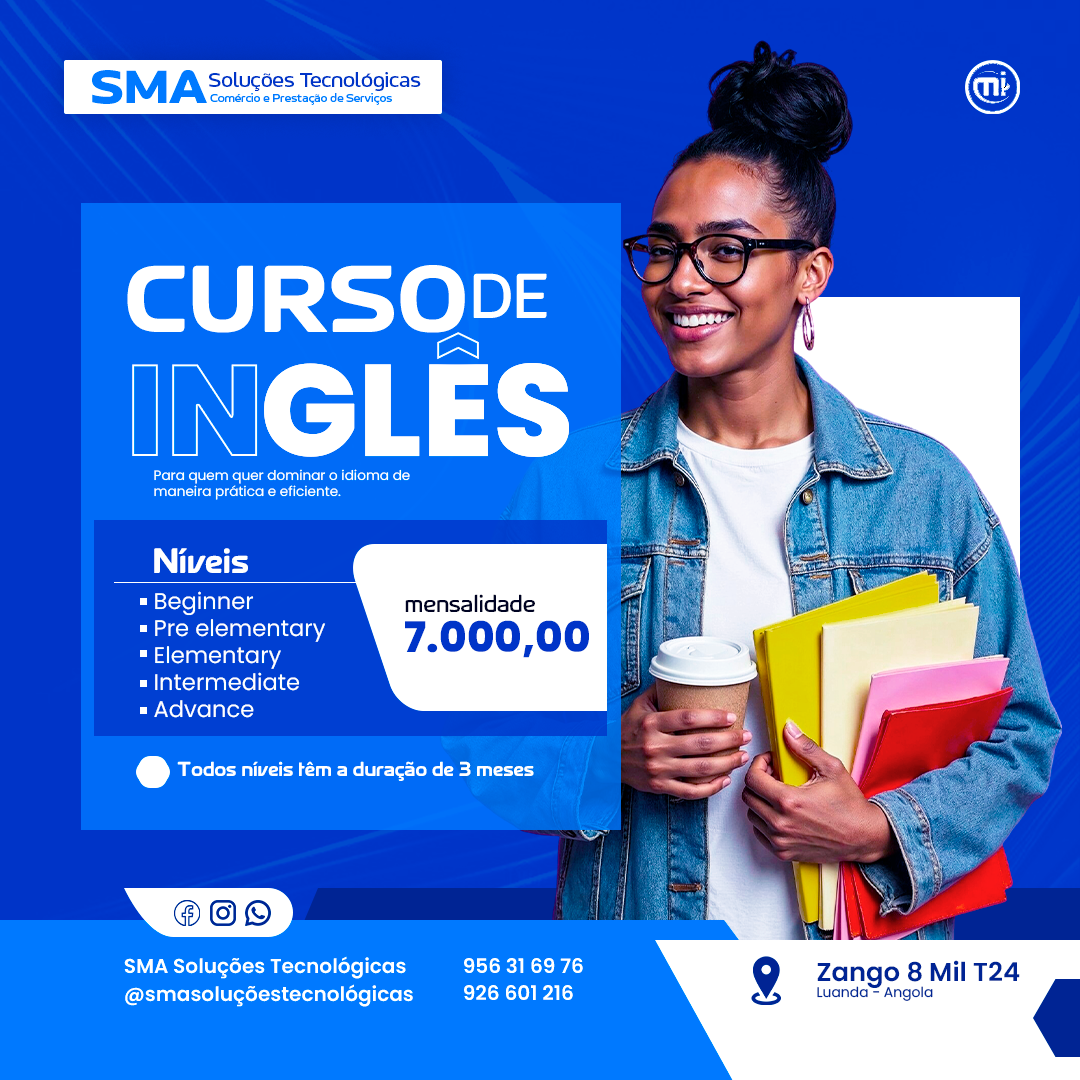 SMA Soluções Tecnológicas
Comércio e Prestação de Serviços
mi
CURSO DE
INGLÊS
Para quem quer dominar o idioma de
maneira prática e eficiente.
Níveis
Beginner
Pre elementary
Elementary
Intermediate
Advance
mensalidade
7.000,00
Todos níveis têm a duração de 3 meses
SMA Soluções Tecnológicas
@smasoluçõestecnológicas
956 31 69 76
926 601 216
Zango 8 Mil T24
Luanda - Angola